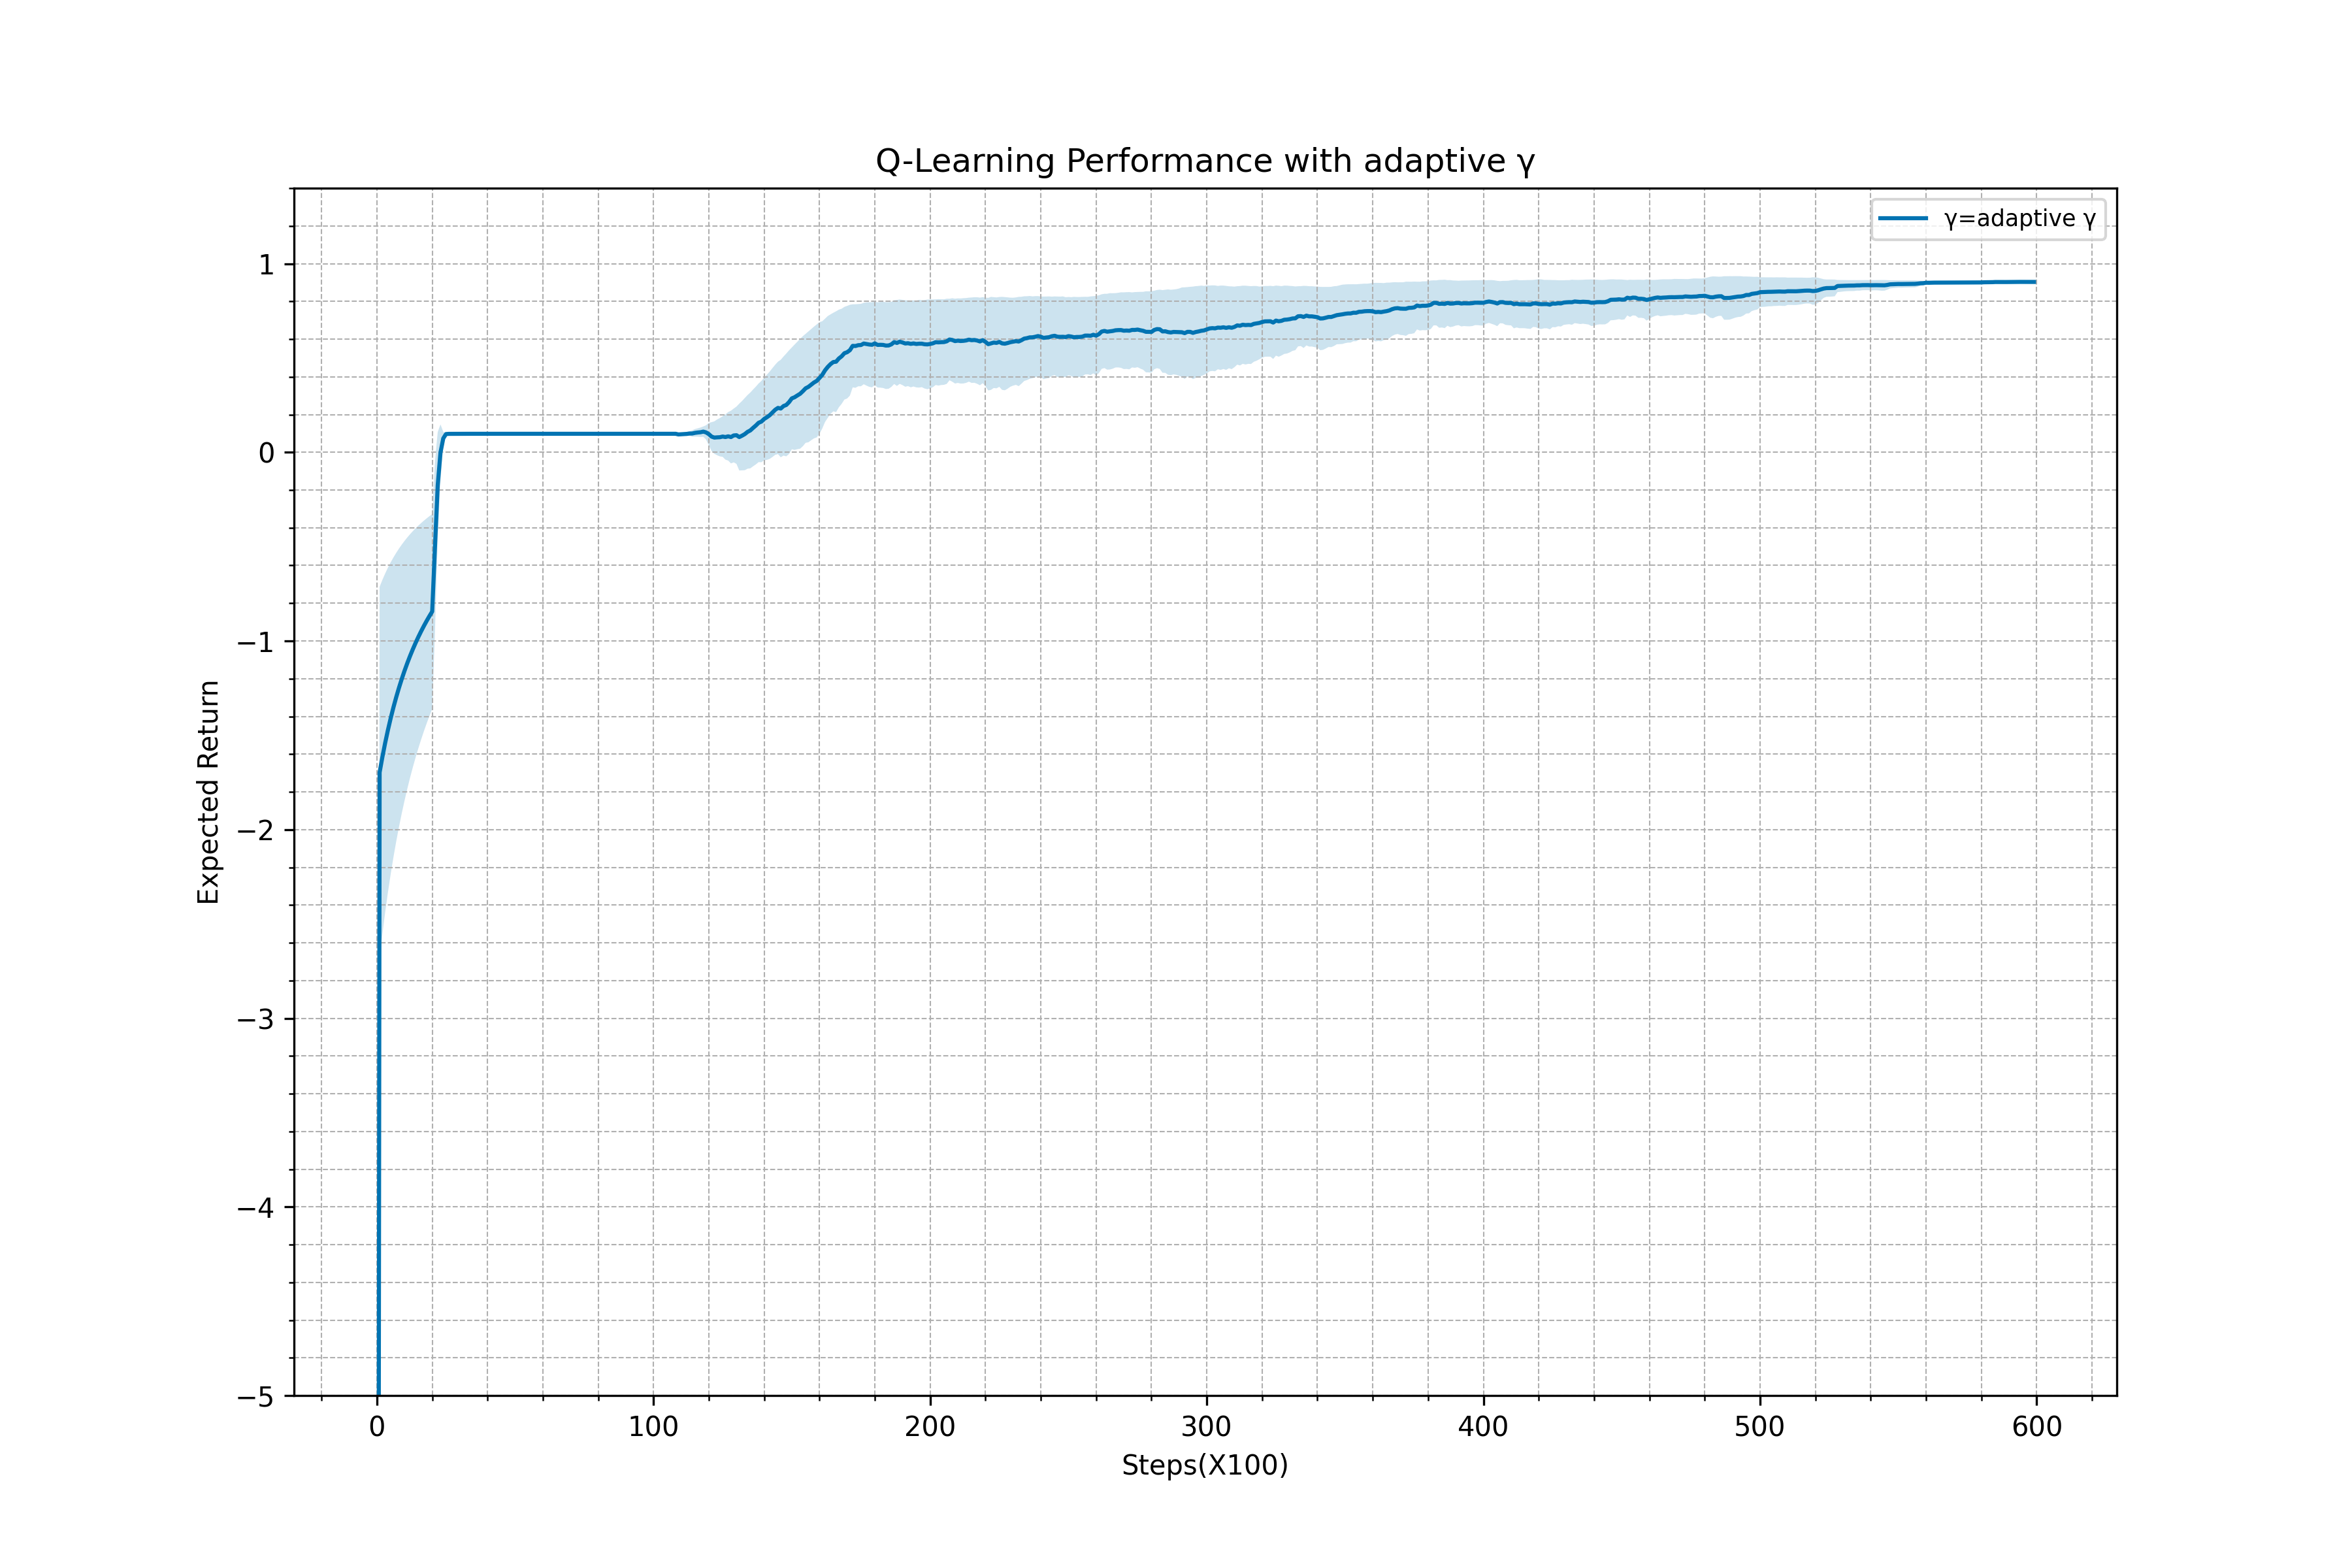 Q-Learning Performance with adaptive γ
γ=adaptive γ
1
0
−1
−2
−3
−4
−5
Expected Return
0 100 200 300 400 500 600
Steps(X100)